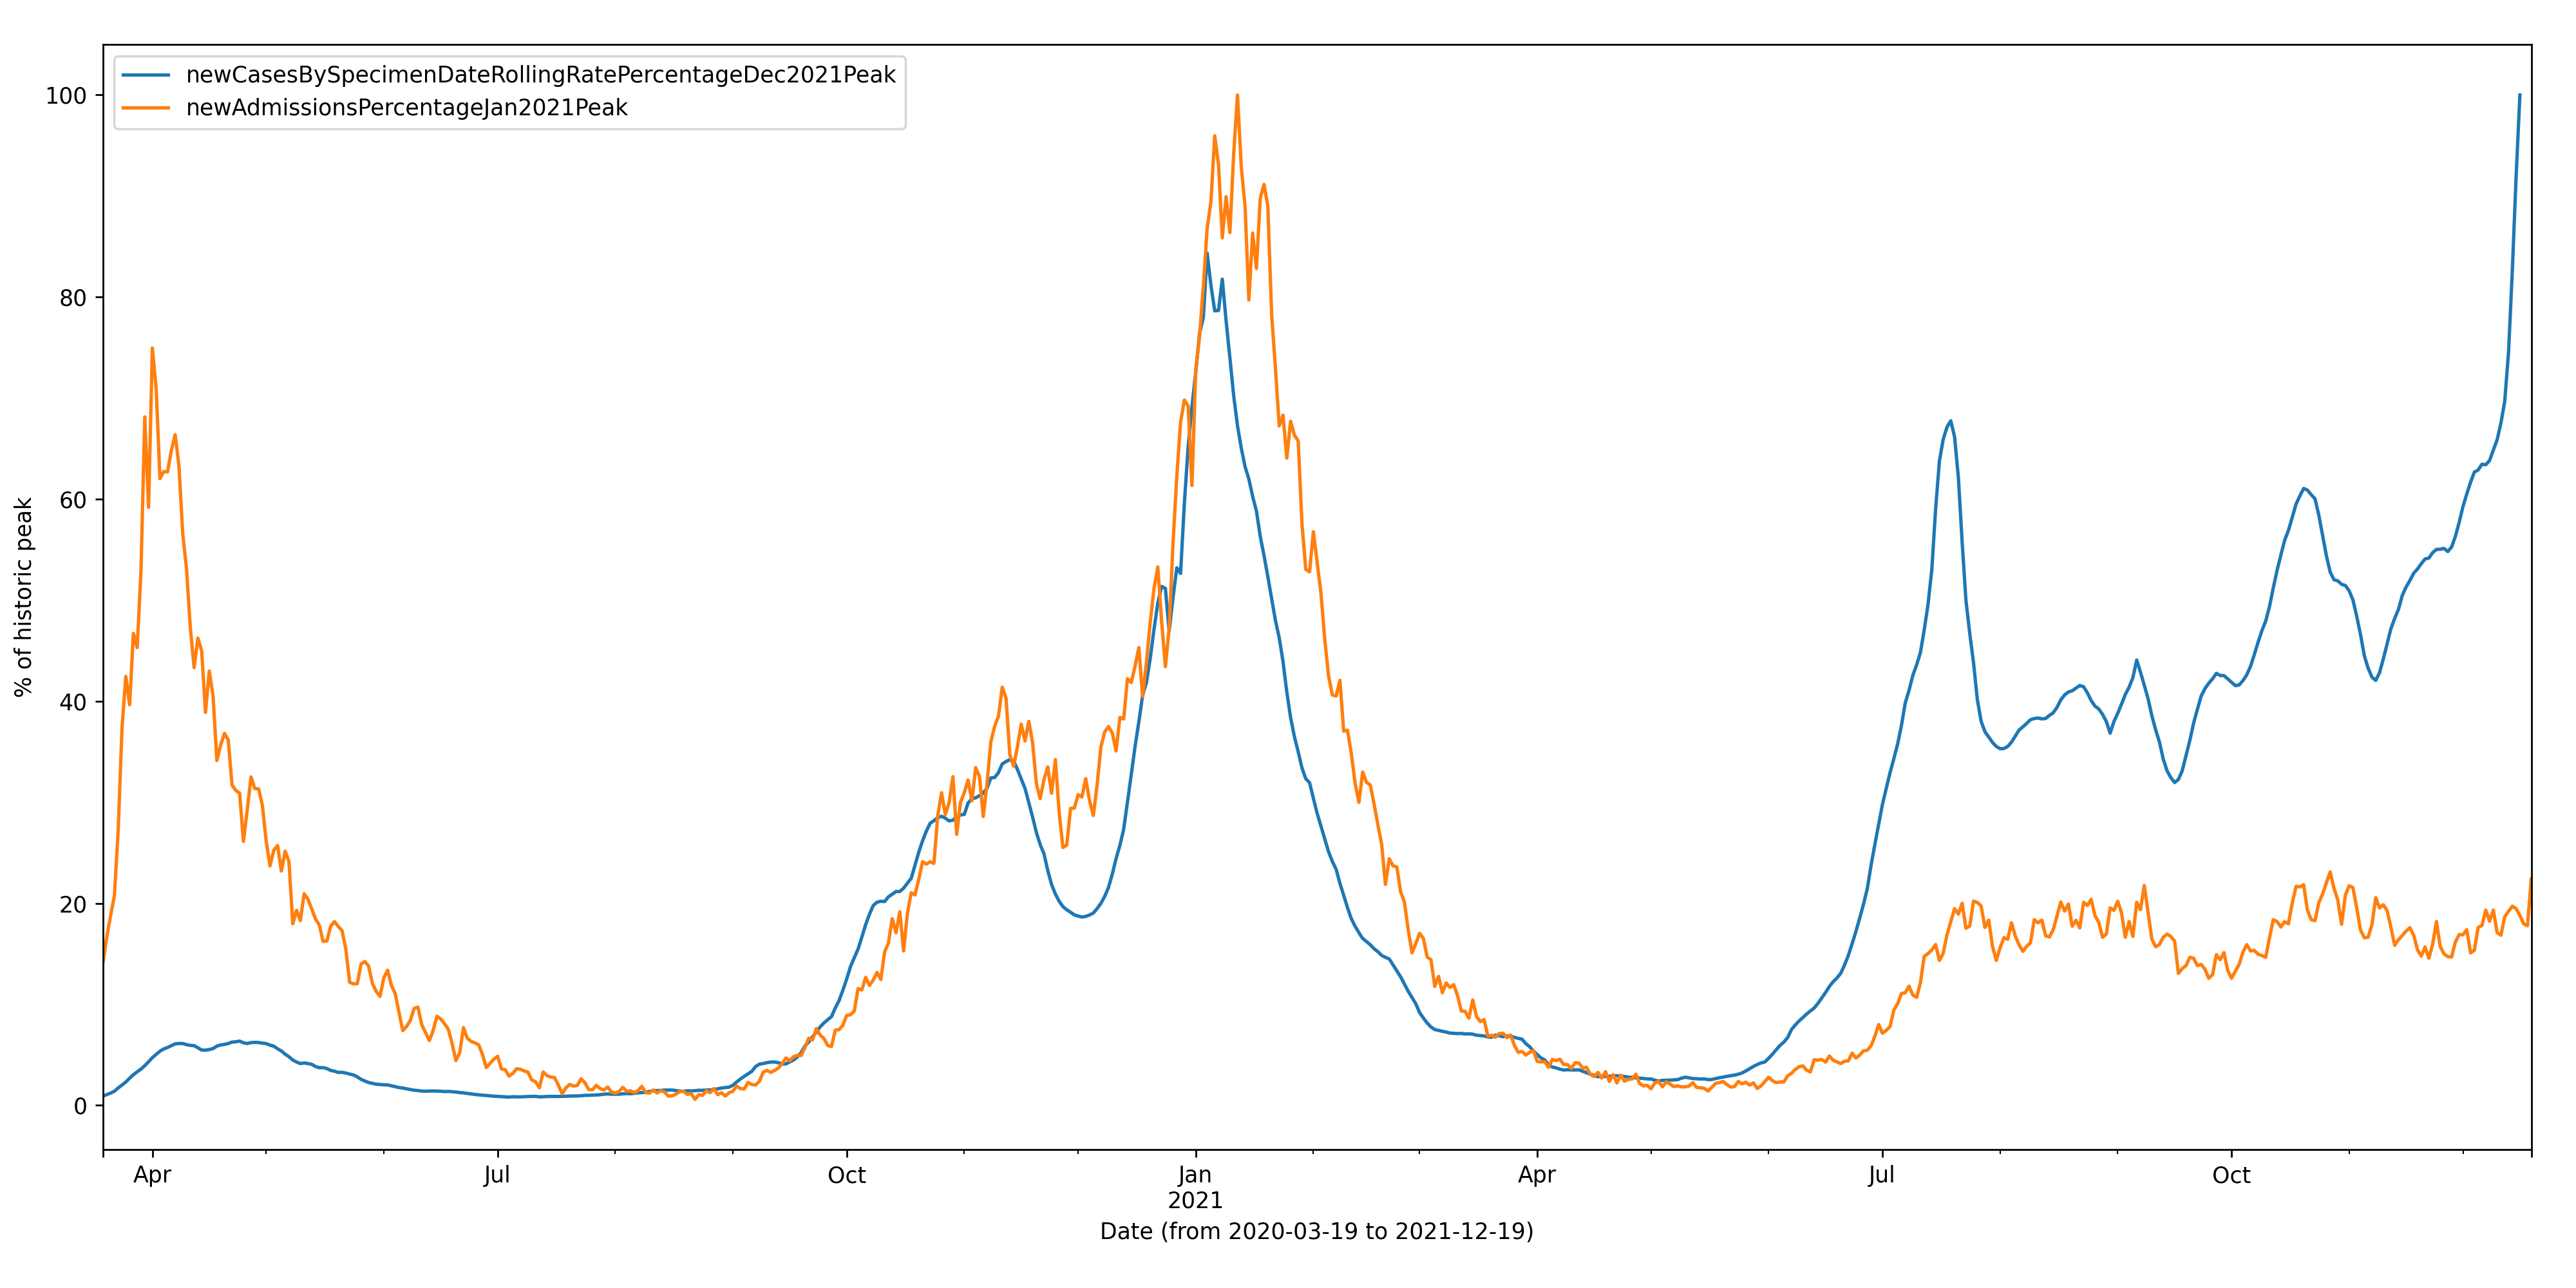 newCasesBySpecimenDateRollingRatePercentageDec2021Peak
newAdmissionsPercentageJan2021Peak
100
80
60
40
20
0
% of historic peak
Apr Jul Oct Jan Apr Jul Oct
2021
Date (from 2020-03-19 to 2021-12-19)